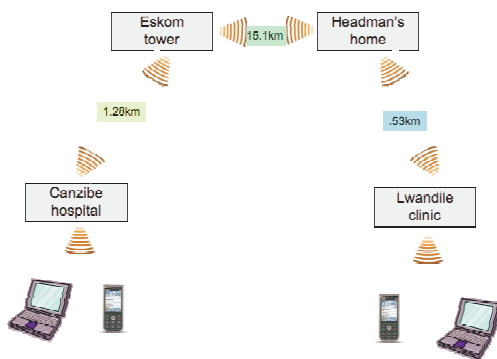 Eskom
tower
15.1km
Headman's
home
1.28km
.53km
Canzibe
hospital
Lwandile
clinic